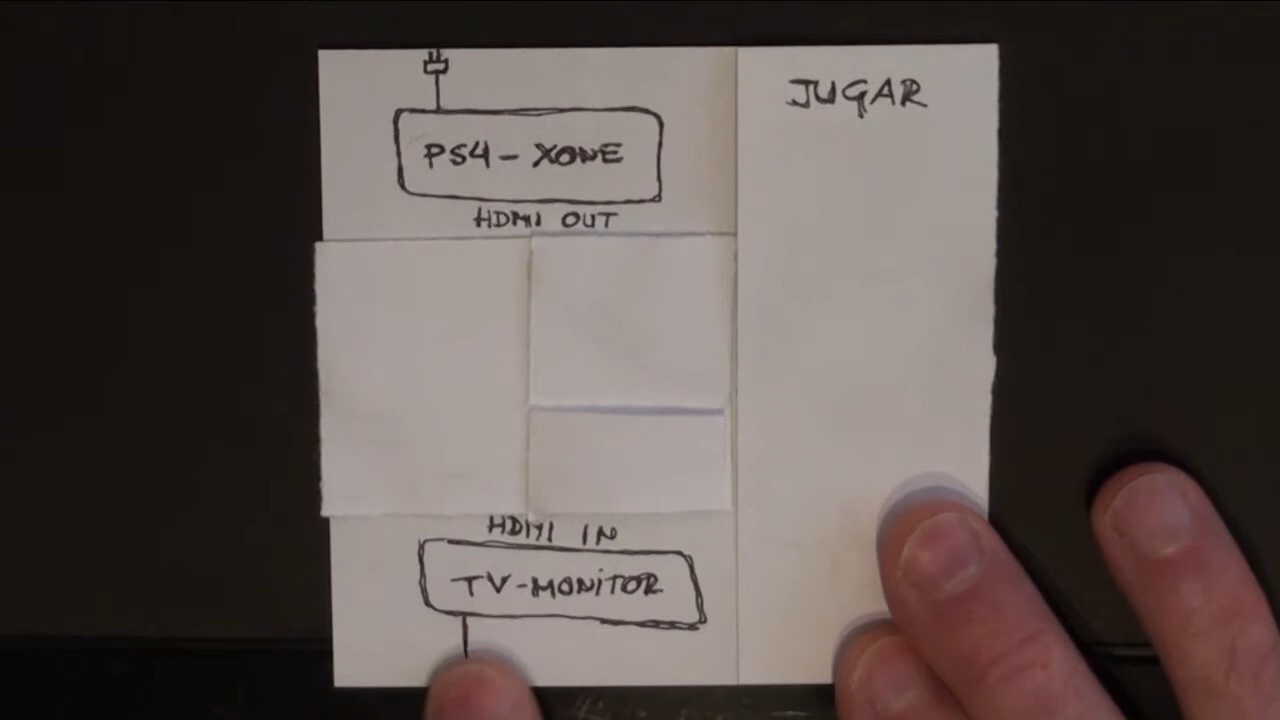 PS4 - XONE
HDMI OUT
HDMI IN
TV-MONITOR
JUGAR